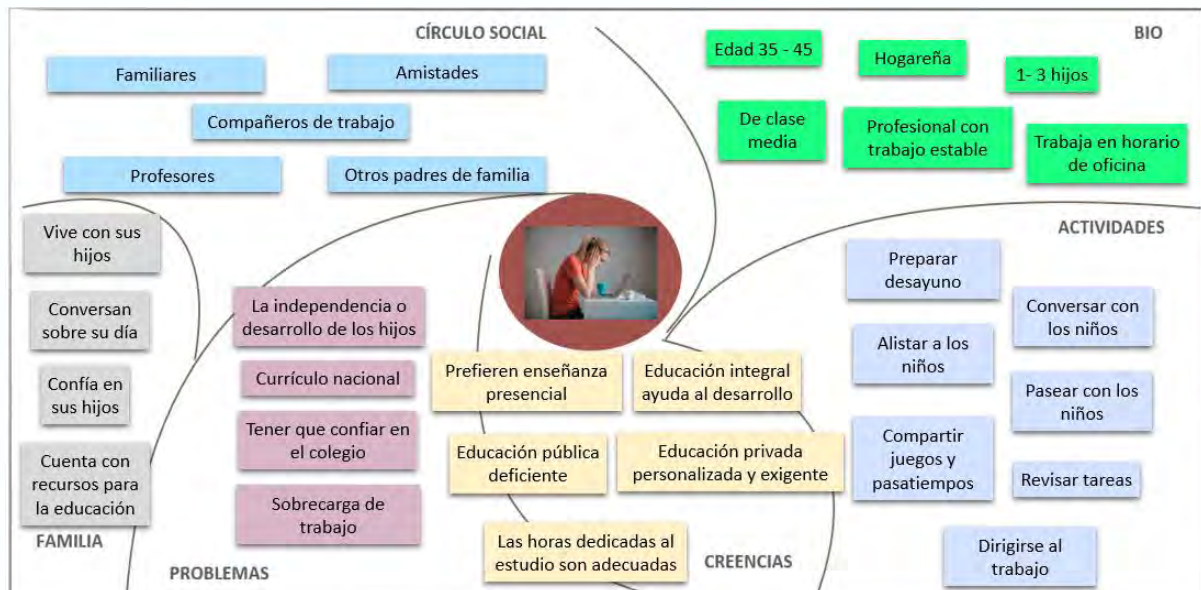 CÍRCULO SOCIAL
Familiares
Amistades
Compañeros de trabajo
Profesores
Otros padres de familia
BIO
Edad 35 - 45
Hogareña
1- 3 hijos
De clase
media
Profesional con
trabajo estable
Trabaja en horario
de oficina
Vive con sus
hijos
Conversan
sobre su día
Confía en
sus hijos
Cuenta con
recursos para
la educación
FAMILIA
La independencia o
desarrollo de los hijos
Currículo nacional
Tener que confiar en
el colegio
Sobrecarga de
trabajo
PROBLEMAS
Prefieren enseñanza
presencial
Educación integral
ayuda al desarrollo
Educación pública
deficiente
Educación privada
personalizada y exigente
Las horas dedicadas al
estudio son adecuadas
CREENCIAS
ACTIVIDADES
Preparar
desayuno
Conversar con
los niños
Alistar a los
niños
Pasear con los
niños
Compartir
juegos y
pasatiempos
Revisar tareas
Dirigirse al
trabajo